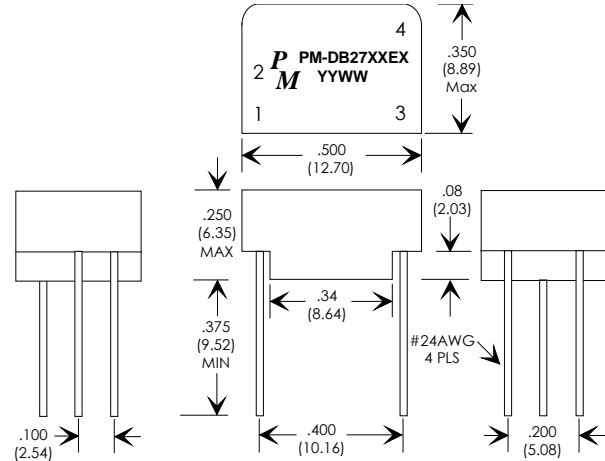 4
P PM-DB27XXEX
2 M YYWW
1 3
.350
(8.89)
Max
.500
(12.70)
.250
(6.35)
MAX
.08
(2.03)
.34
(8.64)
.375
(9.52)
MIN
#24AWG
4 PLS
.100
(2.54)
.400
(10.16)
.200
(5.08)